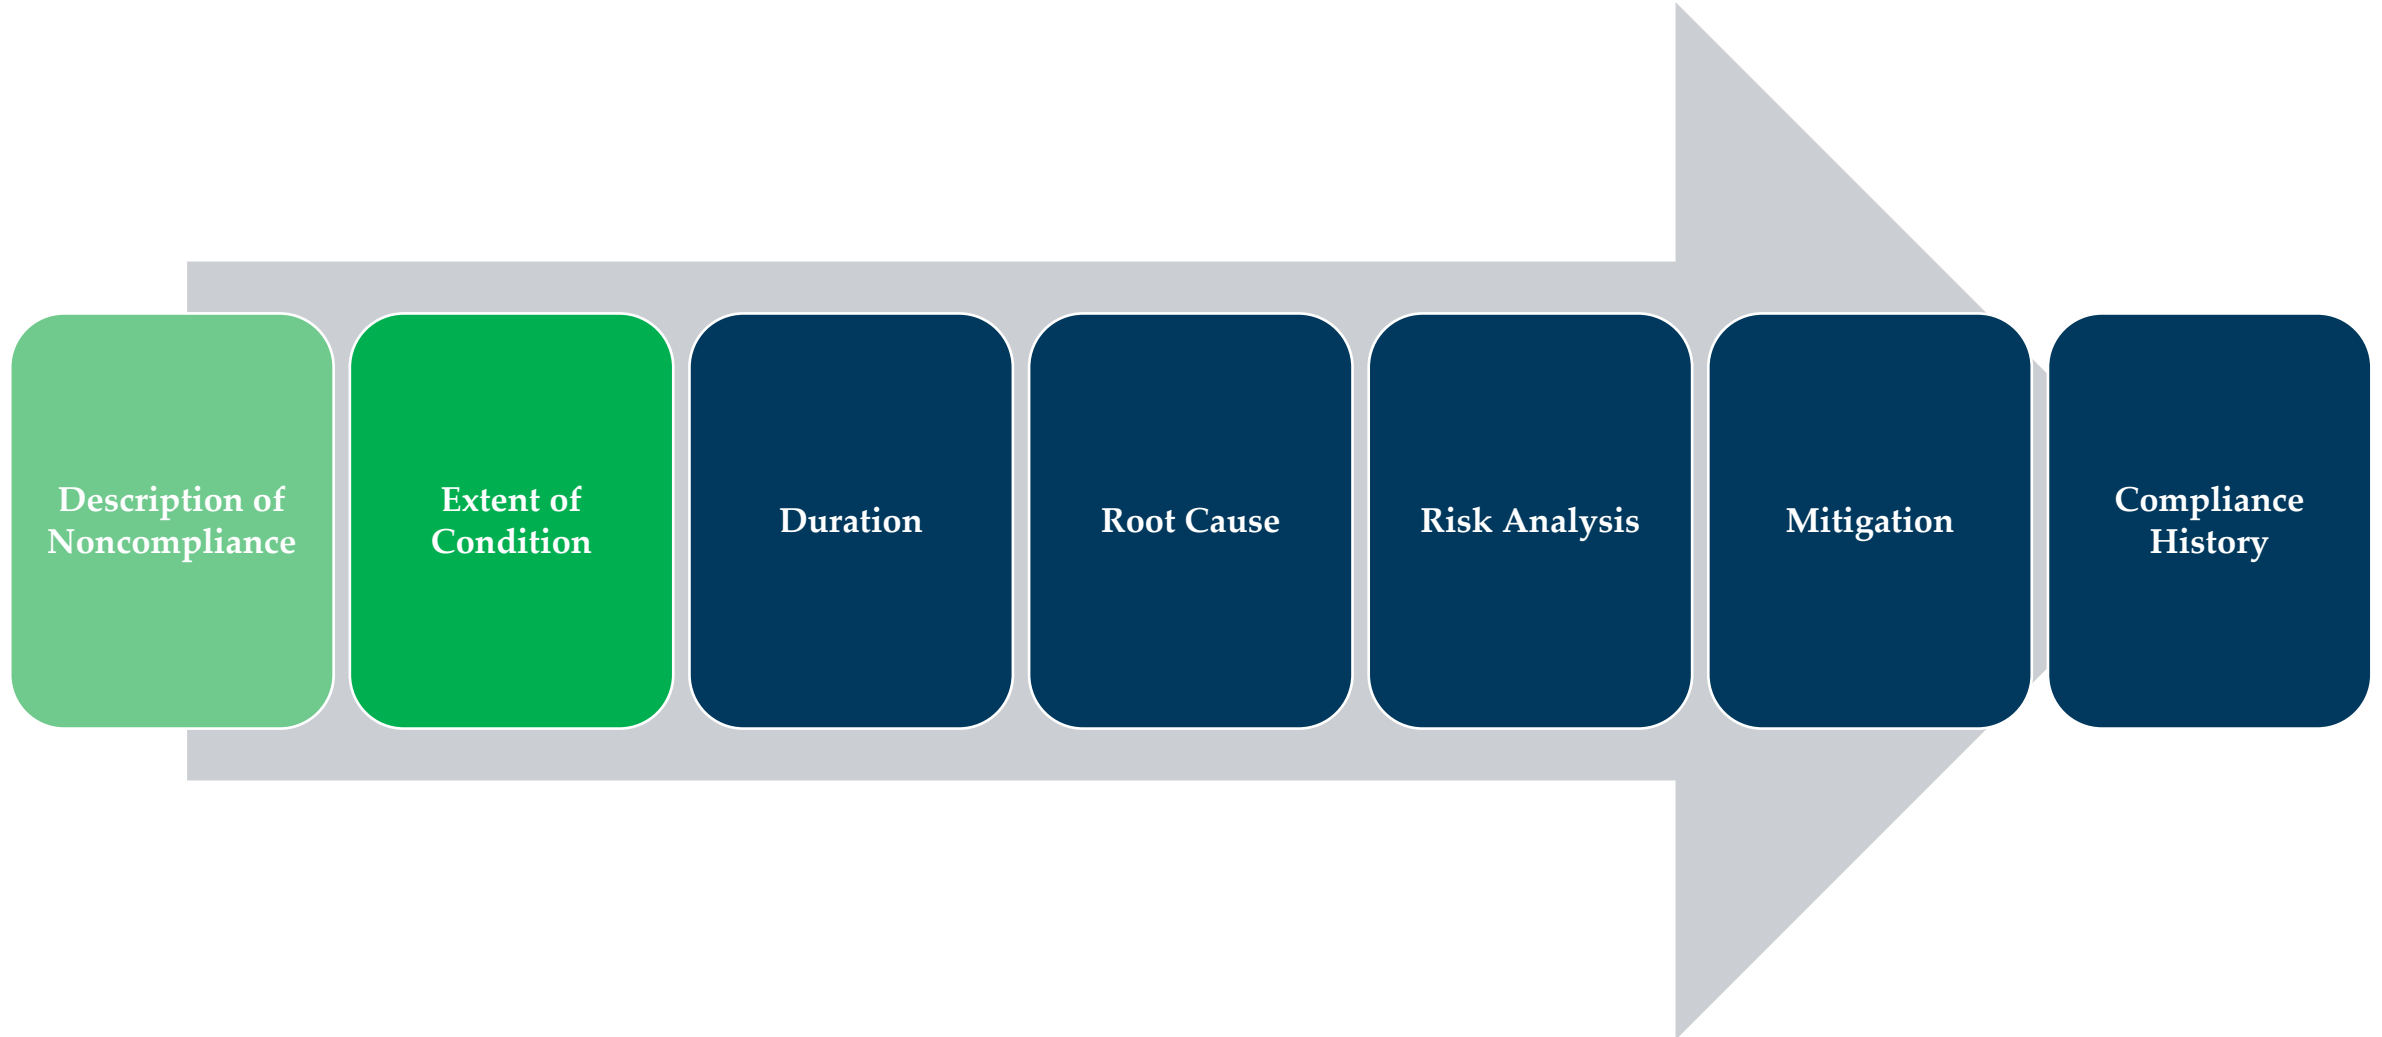 Description of
Noncompliance
Extent of
Condition
Duration
Root Cause
Risk Analysis
Mitigation
Compliance
History